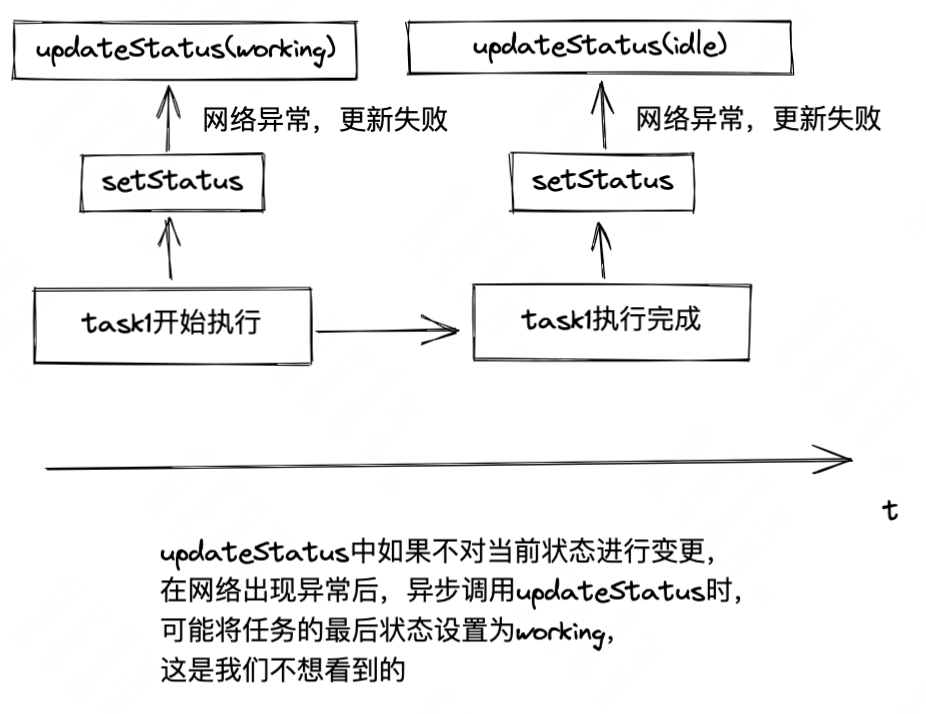 updateStatus(working)
updateStatus(idle)
网络异常，更新失败
网络异常，更新失败
setStatus
setStatus
task1开始执行
task1执行完成
t
updateStatus中如果不对当前状态进行变更，
在网络出现异常后，异步调用updateStatus时，
可能将任务的最后状态设置为working，
这是我们不想看到的